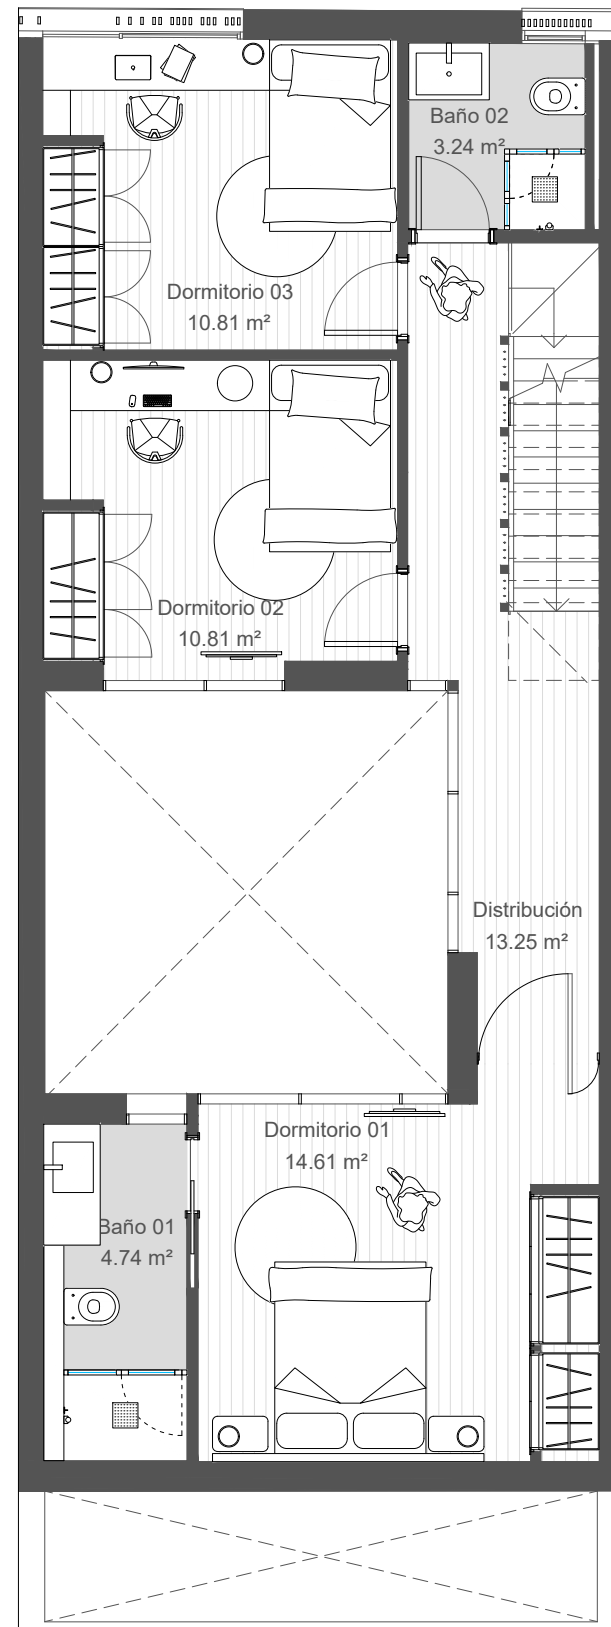 Baño 02
3.24 m²
Dormitorio 03
10.81 m²
Dormitorio 02
10.81 m²
Distribución
13.25 m²
Dormitorio 01
14.61 m²
Baño 01
4.74 m²